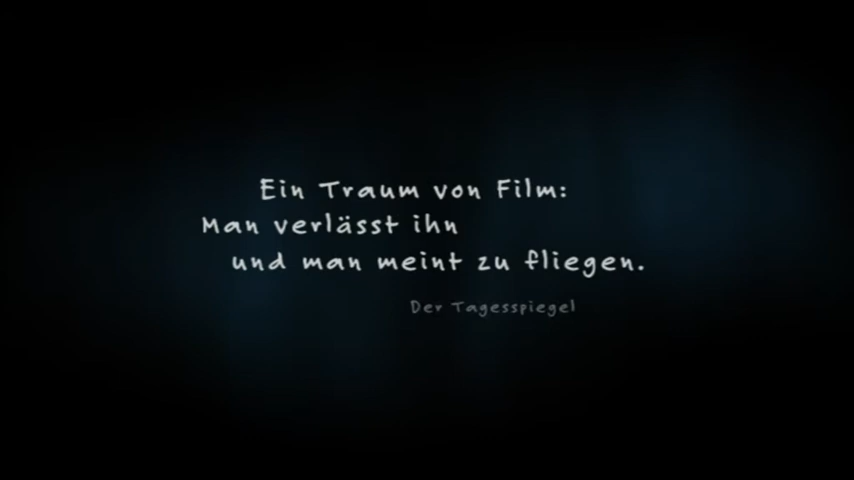 Ein Traum von Film:
Man verlässt ihn
und man meint zu fliegen.
Der Tagesspiegel